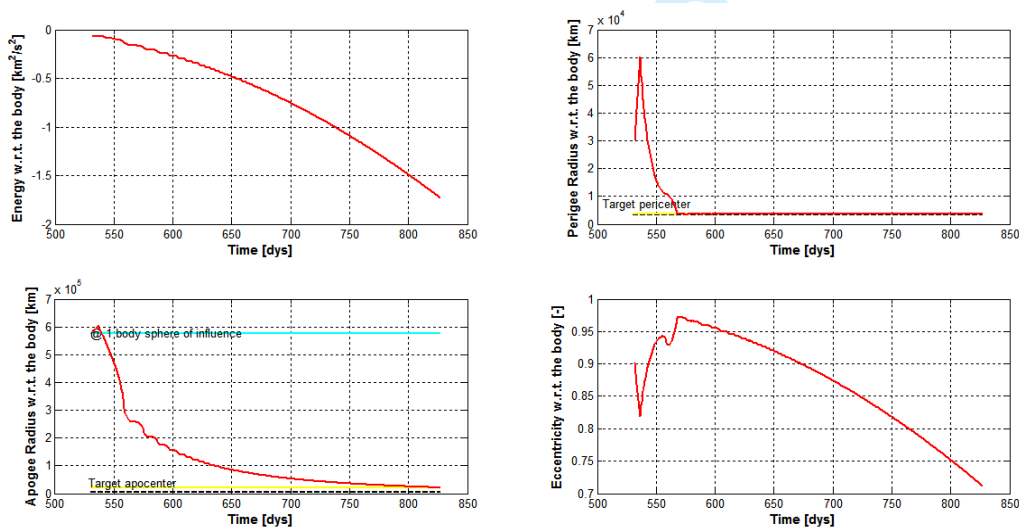 Energy w.r.t. the body [km²/s²]
0
-0.5
-1
-1.5
-2
500 550 600 650 700 750 800 850
Time [dys]
Perigee Radius w.r.t. the body [km]
x 10⁴
7
6
5
4
3
2
1
0
Target pericenter
500 550 600 650 700 750 800 850
Time [dys]
Apogee Radius w.r.t. the body [km]
x 10⁵
7
6
5
4
3
2
1
0
@ 1 body sphere of influence
Target apocenter
500 550 600 650 700 750 800 850
Time [dys]
Eccentricity w.r.t. the body [-]
1
0.95
0.9
0.85
0.8
0.75
0.7
500 550 600 650 700 750 800 850
Time [dys]